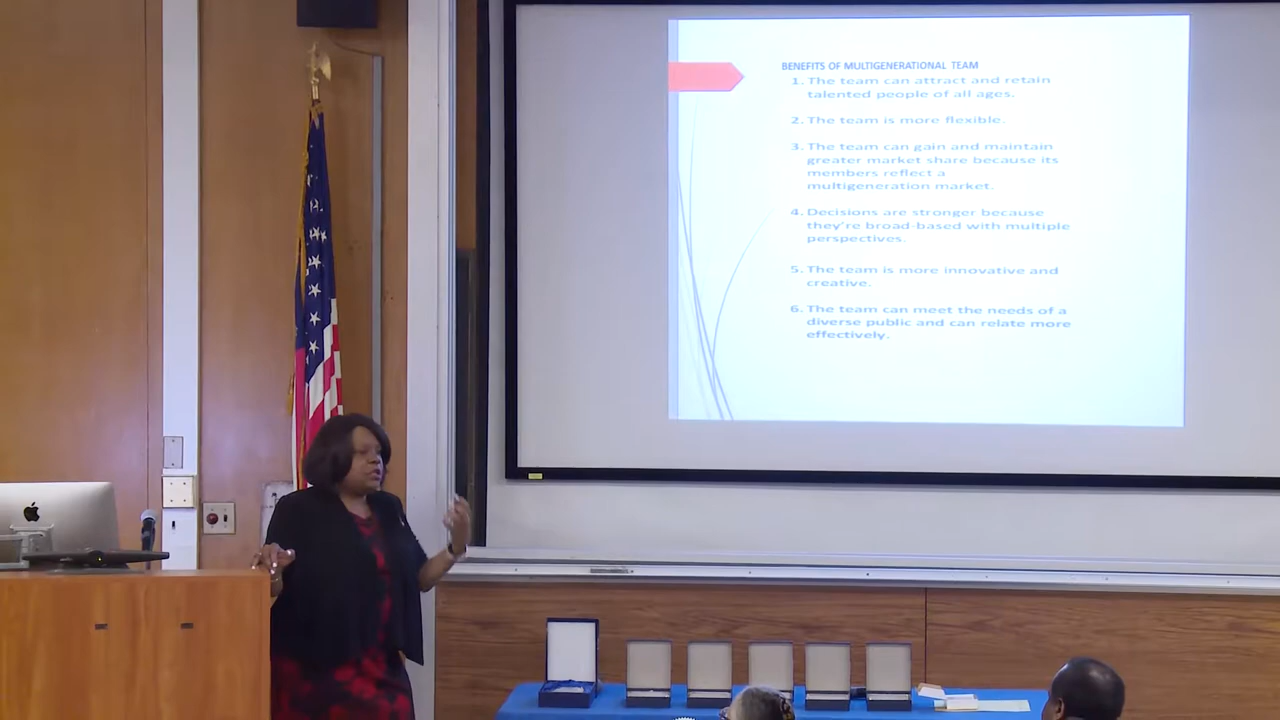 BENEFITS OF MULTIGENERATIONAL TEAM
1. The team can attract and retain
talented people of all ages.
2. The team is more flexible.
3. The team can gain and maintain
greater market share because its
members reflect a
multigeneration market.
4. Decisions are stronger because
they're broad-based with multiple
perspectives.
5. The team is more innovative and
creative.
6. The team can meet the needs of a
diverse public and can relate more
effectively.